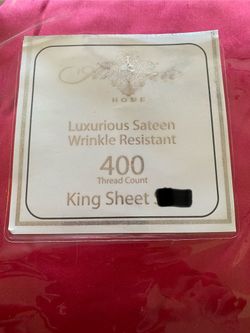 HOME
Luxurious Sateen
Wrinkle Resistant
400
Thread Count
King Sheet